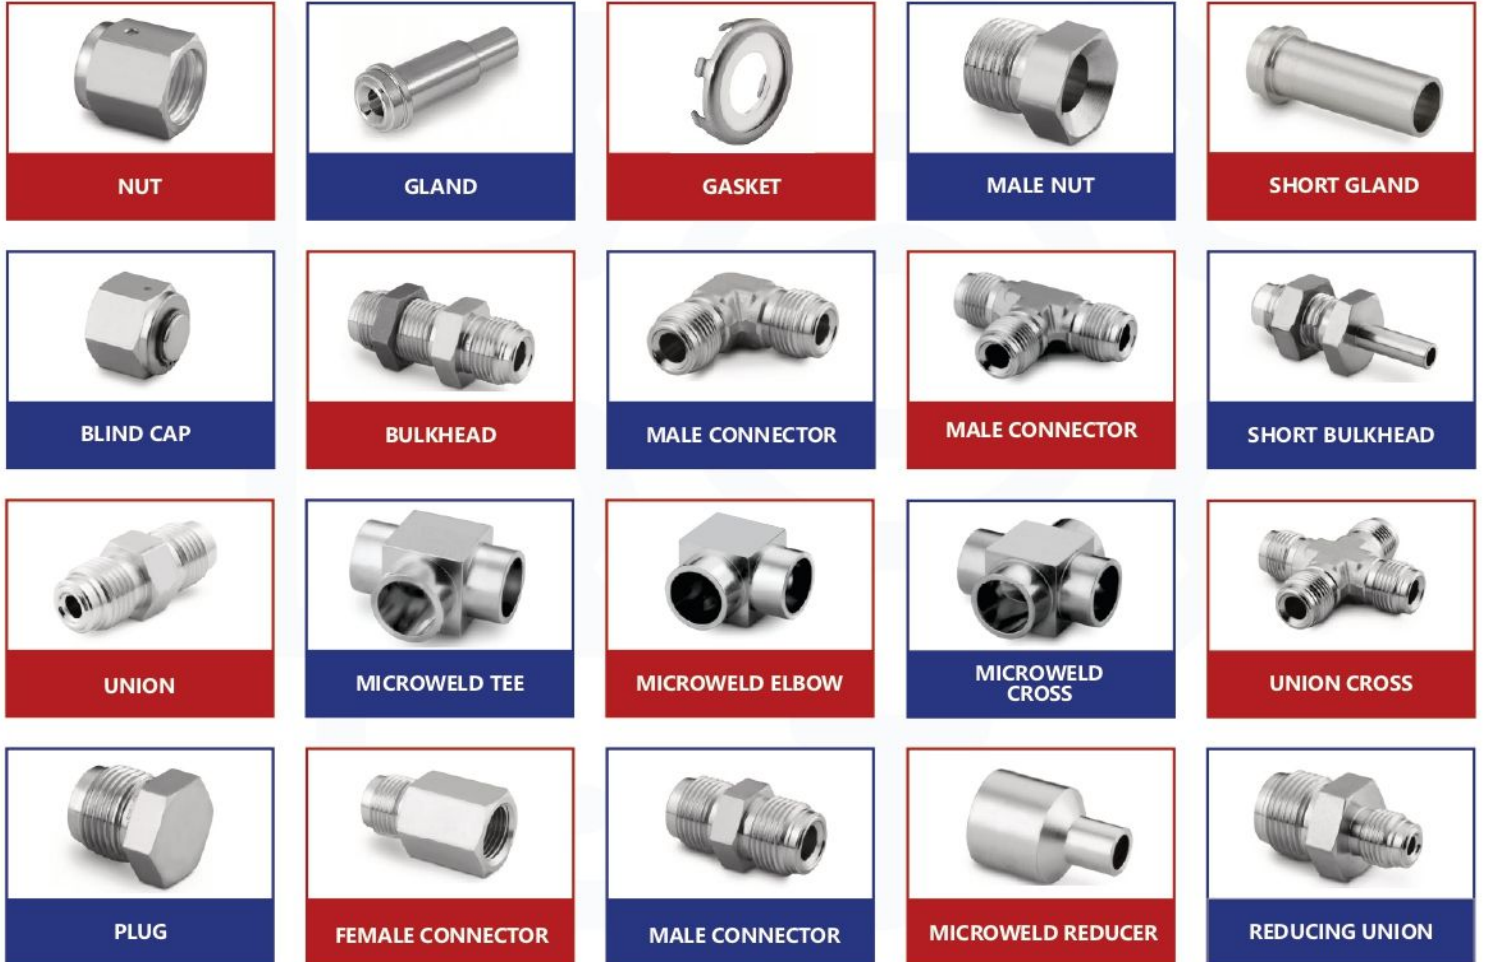 NUT
GLAND
GASKET
MALE NUT
SHORT GLAND
BLIND CAP
BULKHEAD
MALE CONNECTOR
MALE CONNECTOR
SHORT BULKHEAD
UNION
MICROWELD TEE
MICROWELD ELBOW
MICROWELD
CROSS
UNION CROSS
PLUG
FEMALE CONNECTOR
MALE CONNECTOR
MICROWELD REDUCER
REDUCING UNION